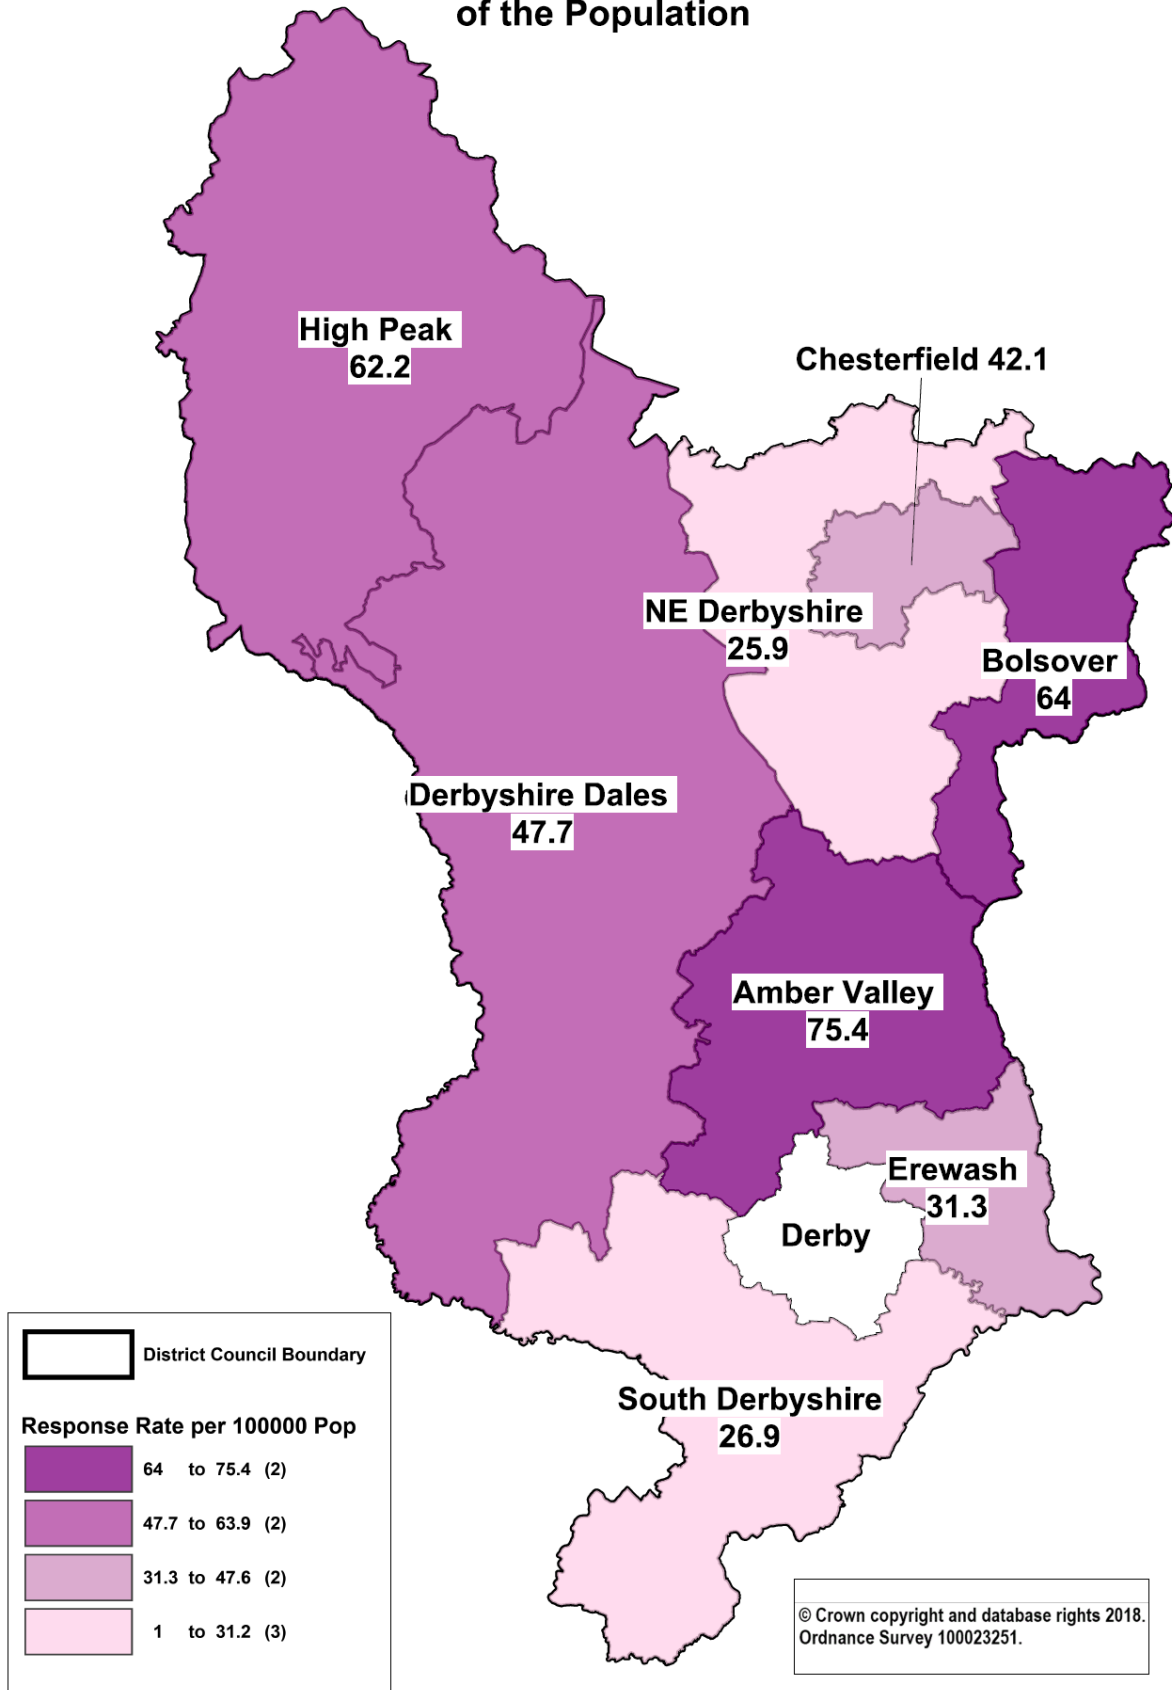 of the Population
High Peak
62.2
Chesterfield 42.1
NE Derbyshire
25.9
Bolsover
64
Derbyshire Dales
47.7
Amber Valley
75.4
Erewash
31.3
Derby
South Derbyshire
26.9
District Council Boundary
Response Rate per 100000 Pop
64 to 75.4 (2)
47.7 to 63.9 (2)
31.3 to 47.6 (2)
1 to 31.2 (3)
© Crown copyright and database rights 2018.
Ordnance Survey 100023251.